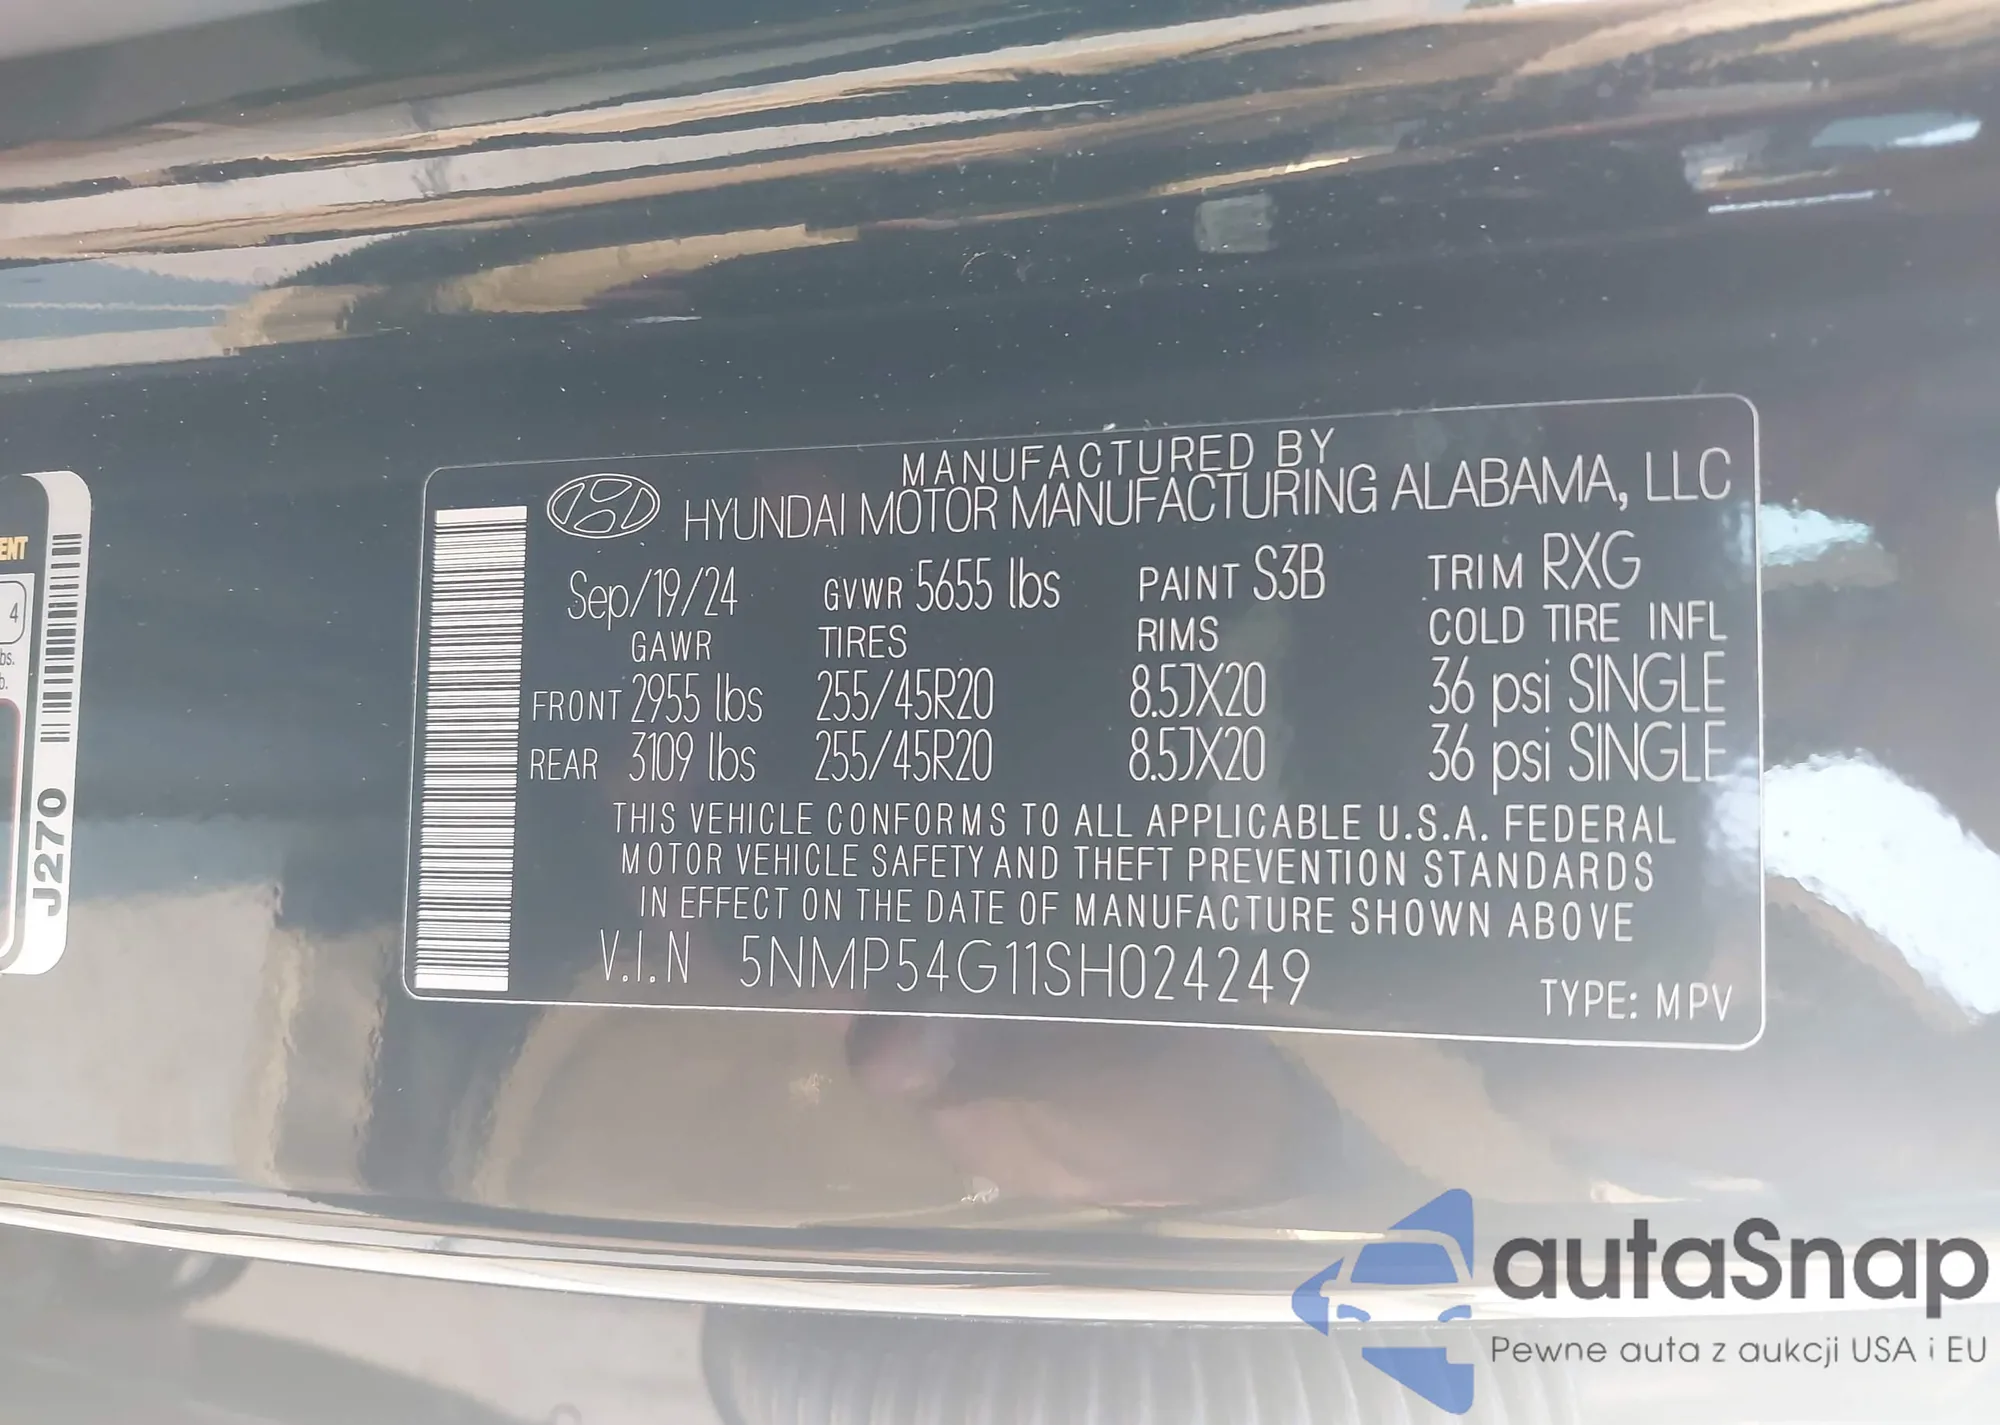 MANUFACTURED BY
HYUNDAI MOTOR MANUFACTURING ALABAMA, LLC
Sep/19/24 GVWR 5655 lbs PAINT S3B TRIM RXG
GAWR TIRES RIMS COLD TIRE INFL
FRONT 2955 lbs 255/45R20 8.5JX20 36 psi SINGLE
REAR 3109 lbs 255/45R20 8.5JX20 36 psi SINGLE
THIS VEHICLE CONFORMS TO ALL APPLICABLE U.S.A. FEDERAL
MOTOR VEHICLE SAFETY AND THEFT PREVENTION STANDARDS
IN EFFECT ON THE DATE OF MANUFACTURE SHOWN ABOVE
V.I.N 5NMP54G11SH024249
TYPE: MPV
4
J270
autaSnap
Pewne auta z aukcji USA i EU